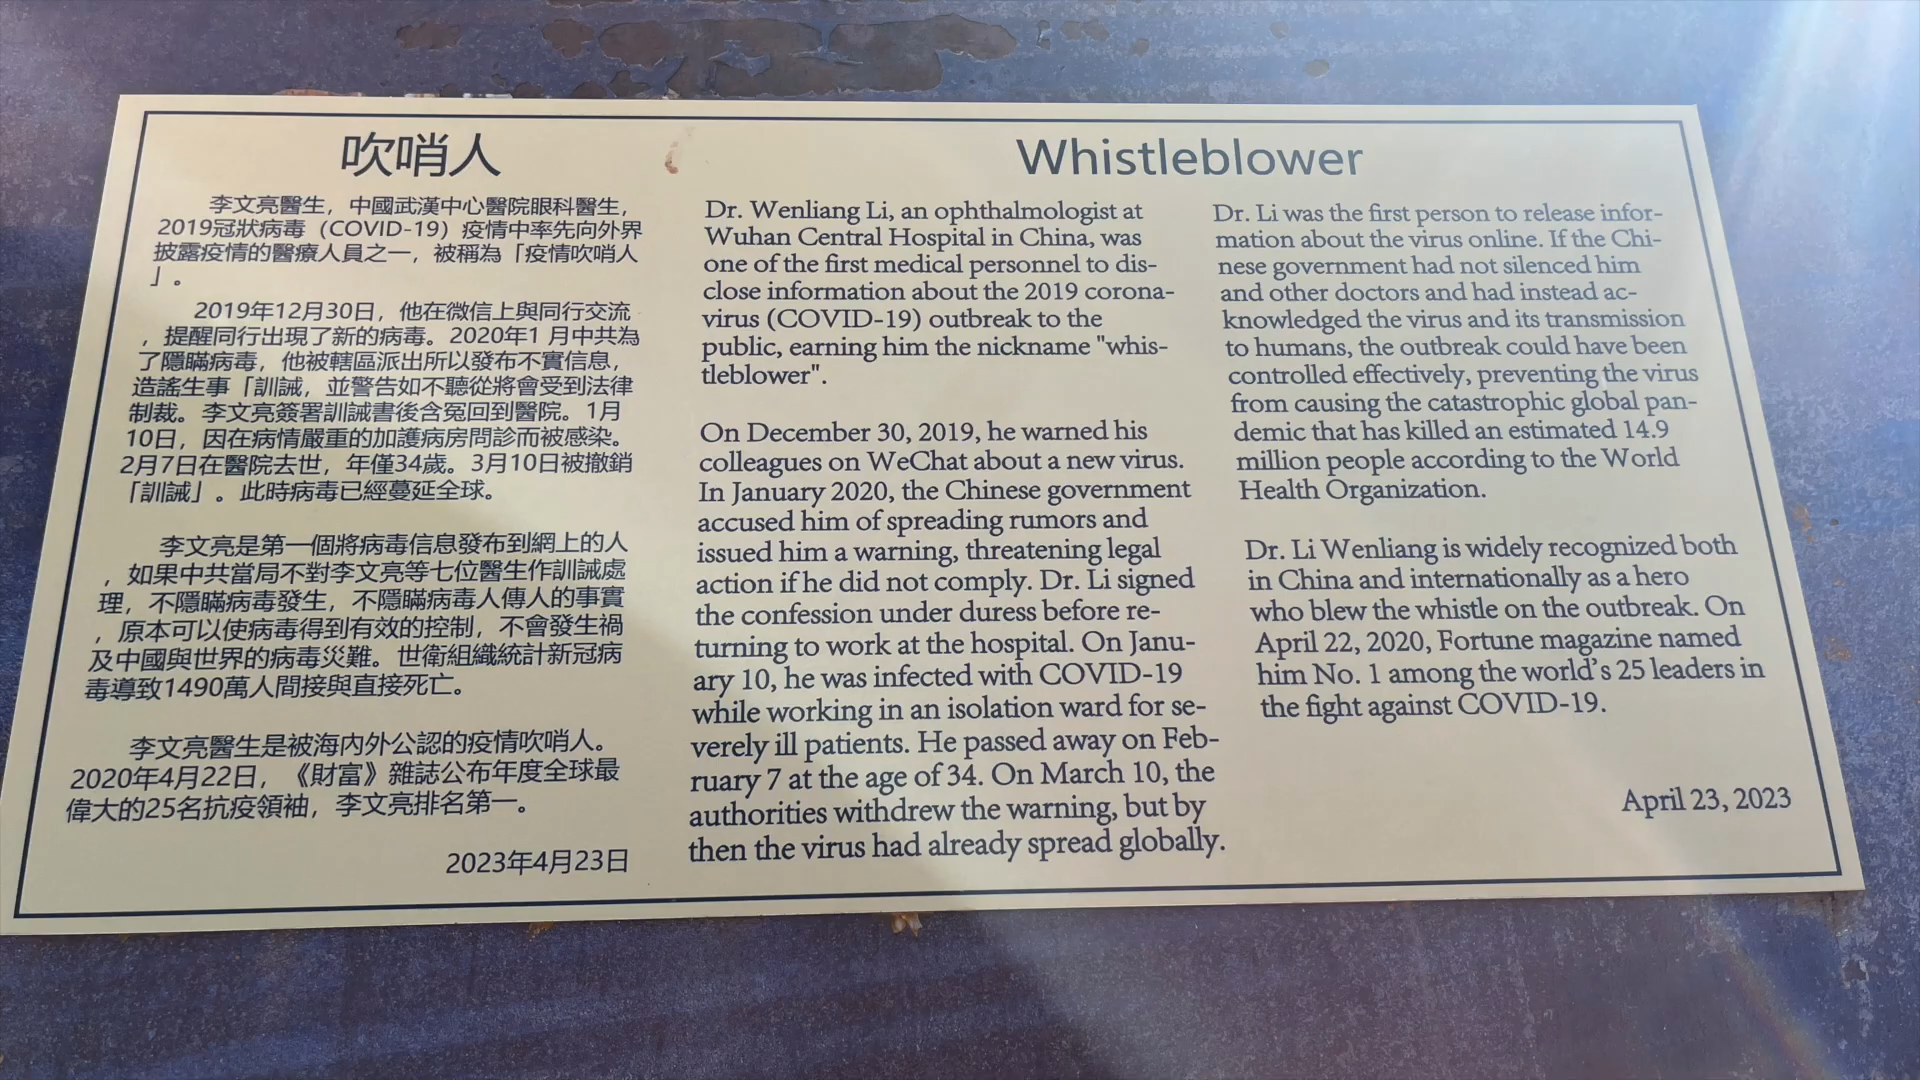 吹哨人
李文亮醫生，中國武漢中心醫院眼科醫生，
2019冠狀病毒（COVID-19）疫情中率先向外界
披露疫情的醫療人員之一，被稱為「疫情吹哨人
」。
2019年12月30日，他在微信上與同行交流
，提醒同行出現了新的病毒。2020年1 月中共為
了隱瞞病毒，他被轄區派出所以發布不實信息，
造謠生事「訓誡，並警告如不聽從將會受到法律
制裁。李文亮簽署訓誡書後含冤回到醫院。1月
10日，因在病情嚴重的加護病房問診而被感染。
2月7日在醫院去世，年僅34歲。3月10日被撤銷
「訓誡」。此時病毒已經蔓延全球。
李文亮是第一個將病毒信息發布到網上的人
，如果中共當局不對李文亮等七位醫生作訓誡處
理，不隱瞞病毒發生，不隱瞞病毒人傳人的事實
，原本可以使病毒得到有效的控制，不會發生禍
及中國與世界的病毒災難。世衛組織統計新冠病
毒導致1490萬人間接與直接死亡。
李文亮醫生是被海內外公認的疫情吹哨人。
2020年4月22日，《財富》雜誌公布年度全球最
偉大的25名抗疫領袖，李文亮排名第一。
2023年4月23日
Whistleblower
Dr. Wenliang Li, an ophthalmologist at
Wuhan Central Hospital in China, was
one of the first medical personnel to dis-
close information about the 2019 corona-
virus (COVID-19) outbreak to the
public, earning him the nickname "whis-
tleblower".
On December 30, 2019, he warned his
colleagues on WeChat about a new virus.
In January 2020, the Chinese government
accused him of spreading rumors and
issued him a warning, threatening legal
action if he did not comply. Dr. Li signed
the confession under duress before re-
turning to work at the hospital. On Janu-
ary 10, he was infected with COVID-19
while working in an isolation ward for se-
verely ill patients. He passed away on Feb-
ruary 7 at the age of 34. On March 10, the
authorities withdrew the warning, but by
then the virus had already spread globally.
Dr. Li was the first person to release infor-
mation about the virus online. If the Chi-
nese government had not silenced him
and other doctors and had instead ac-
knowledged the virus and its transmission
to humans, the outbreak could have been
controlled effectively, preventing the virus
from causing the catastrophic global pan-
demic that has killed an estimated 14.9
million people according to the World
Health Organization.
Dr. Li Wenliang is widely recognized both
in China and internationally as a hero
who blew the whistle on the outbreak. On
April 22, 2020, Fortune magazine named
him No. 1 among the world’s 25 leaders in
the fight against COVID-19.
April 23, 2023